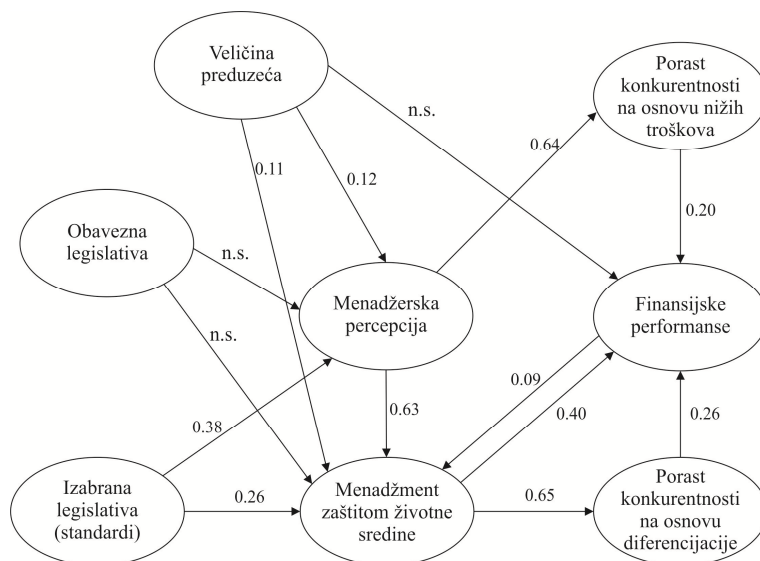 Veličina
preduzeća
Porast
konkurentnosti
na osnovu nižih
troškova
n.s.
0.64
0.11
0.12
0.20
Obavezna
legislativa
n.s.
Menadžerska
percepcija
Finansijske
performanse
n.s.
0.09
0.38
0.63
0.40
0.26
Izabrana
legislativa
(standardi)
0.26
Menadžment
zaštitom životne
sredine
0.65
Porast
konkurentnosti
na osnovu
diferencijacije